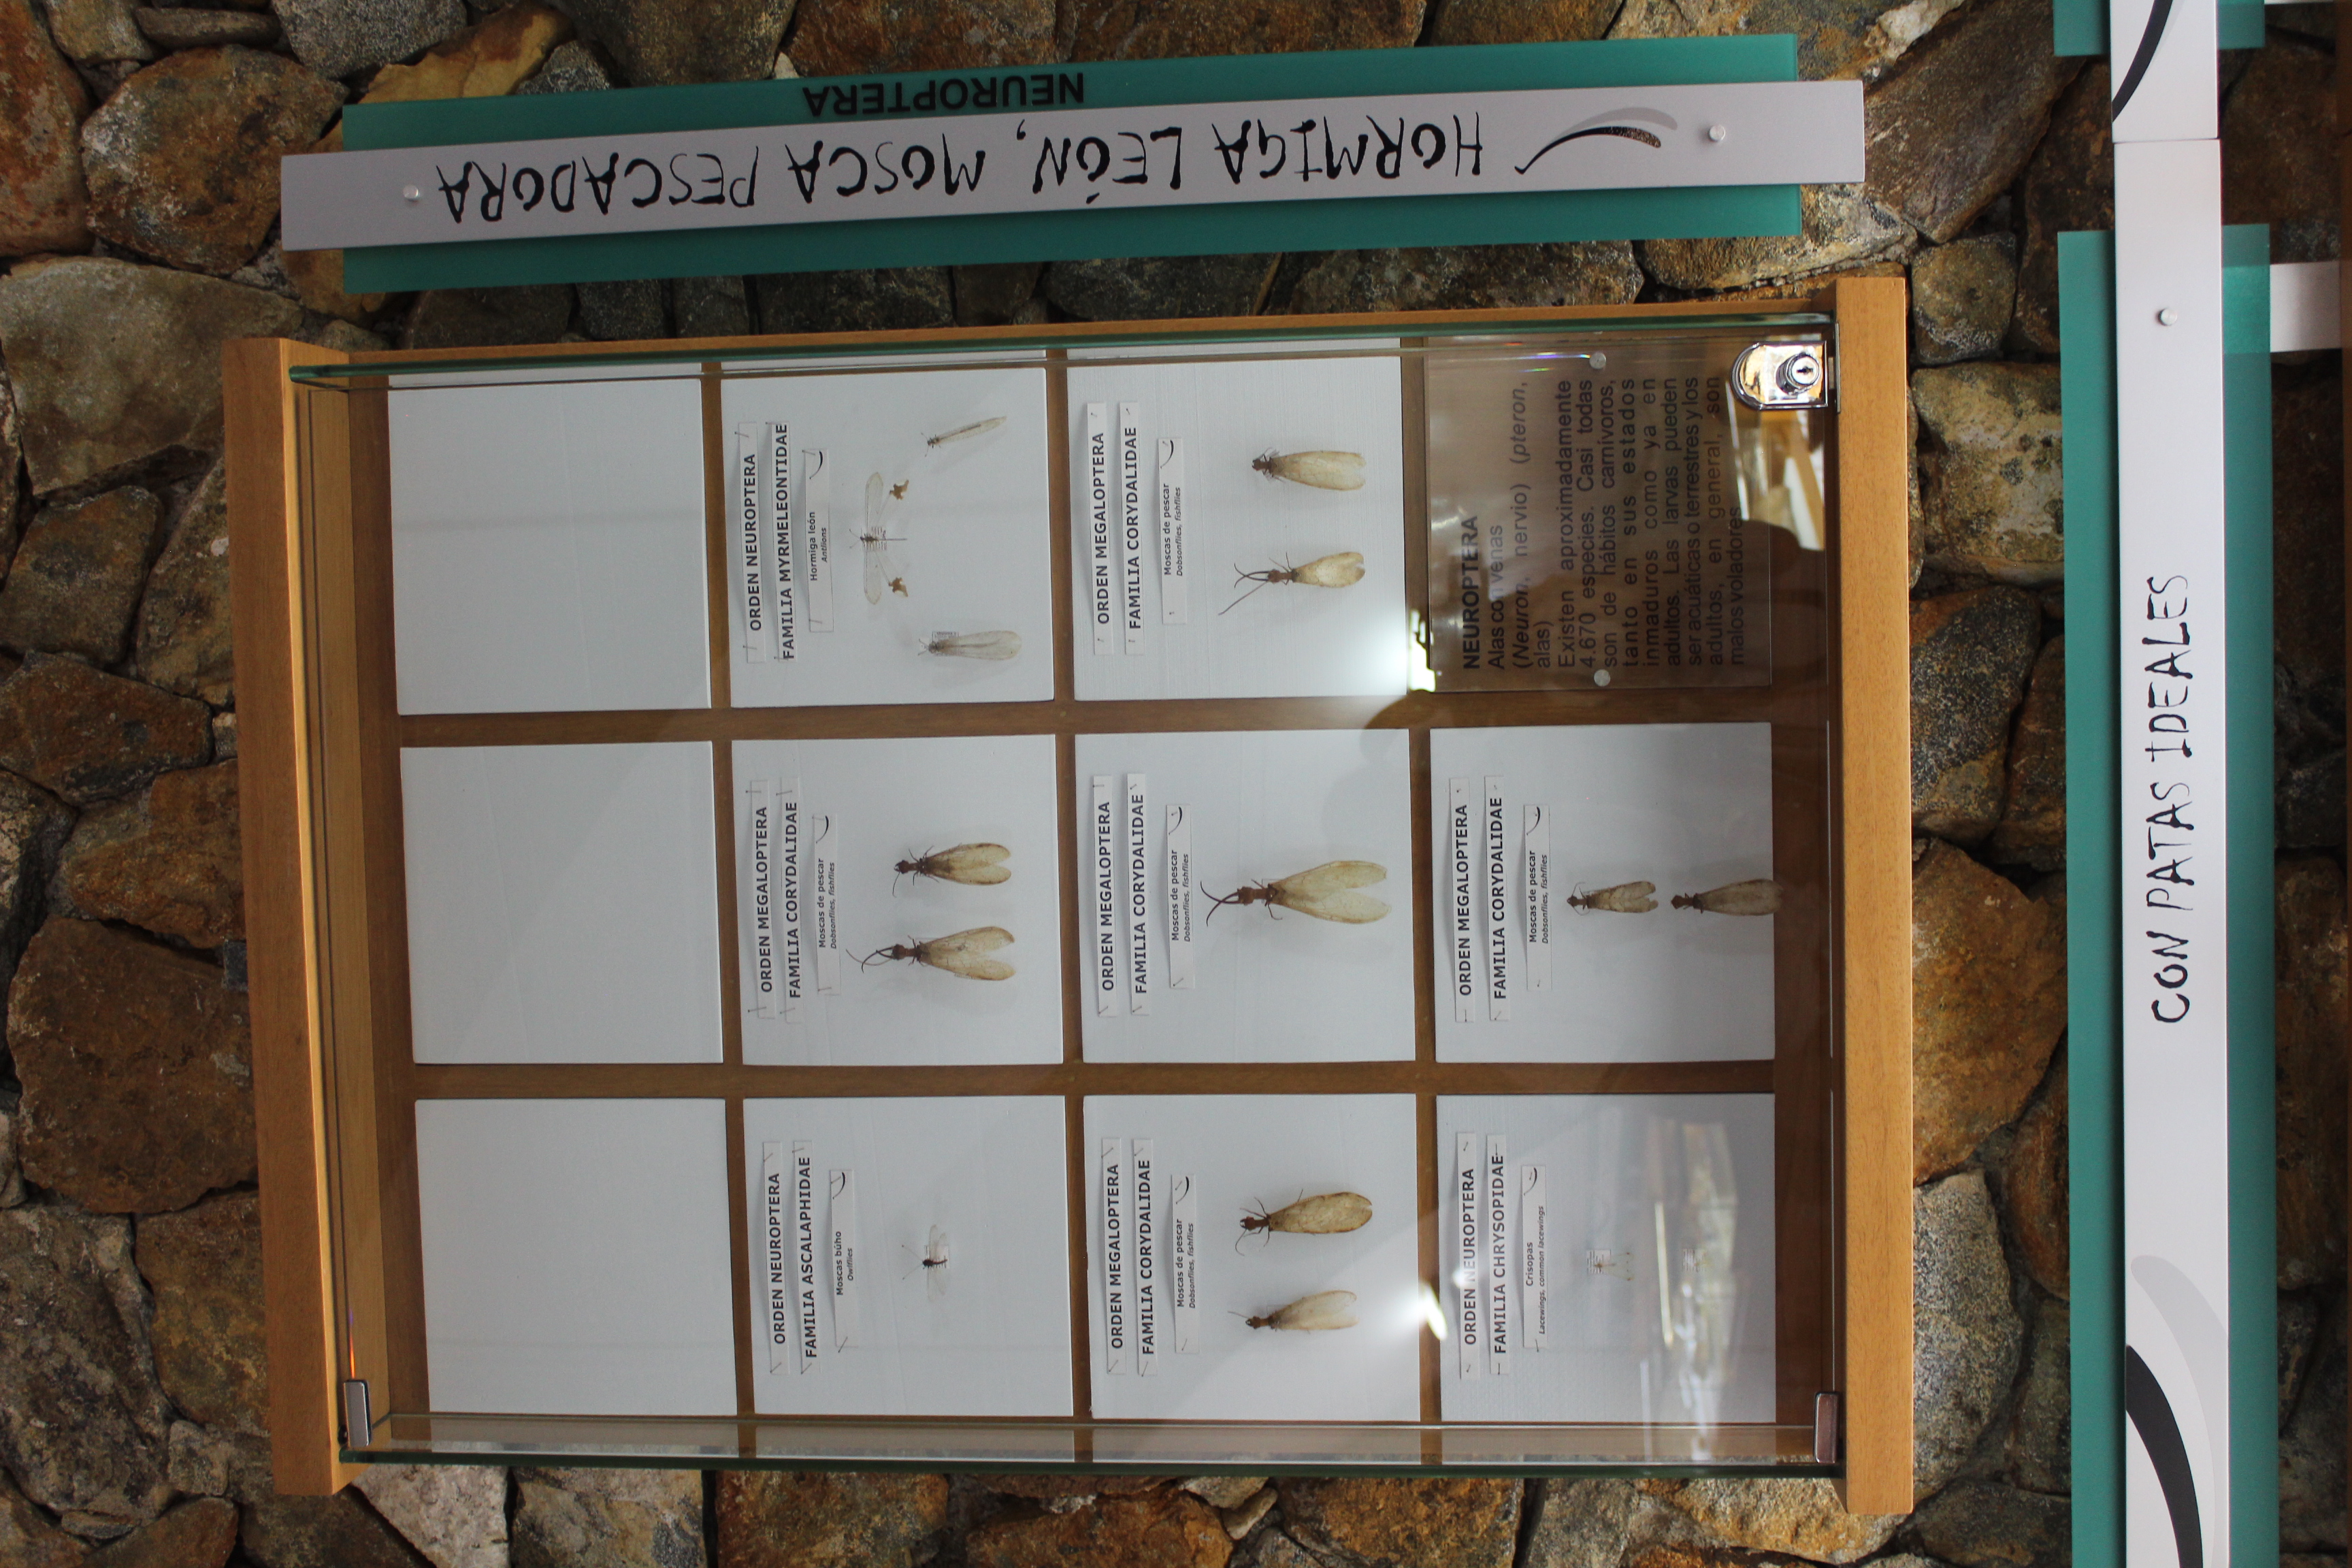 ORDEN NEUROPTERA
FAMILIA ASCALAPHIDAE
Moscas búho
Owlflies
ORDEN MEGALOPTERA
FAMILIA CORYDALIDAE
Moscas de pescar
Dobsonflies, fishflies
ORDEN NEUROPTERA
FAMILIA MYRMELEONTIDAE
Hormiga león
Antlions
ORDEN MEGALOPTERA
FAMILIA CORYDALIDAE
Moscas de pescar
Dobsonflies, fishflies
ORDEN MEGALOPTERA
FAMILIA CORYDALIDAE
Moscas de pescar
Dobsonflies, fishflies
ORDEN MEGALOPTERA
FAMILIA CORYDALIDAE
Moscas de pescar
Dobsonflies, fishflies
ORDEN NEUROPTERA
FAMILIA CHRYSOPIDAE
Crisopas
Lacewings, common lacewings
ORDEN MEGALOPTERA
FAMILIA CORYDALIDAE
Moscas de pescar
Dobsonflies, fishflies
NEUROPTERA
Alas con venas
(Neuron, nervio) (pteron,
alas)
Existen aproximadamente
4.670 especies. Casi todas
son de hábitos carnívoros,
tanto en sus estados
inmaduros como ya en
adultos. Las larvas pueden
ser acuáticas o terrestres y los
adultos, en general, son
malos voladores.
HORMIGA LEÓN, MOSCA PESCADORA
NEUROPTERA
CON PATAS IDEALES